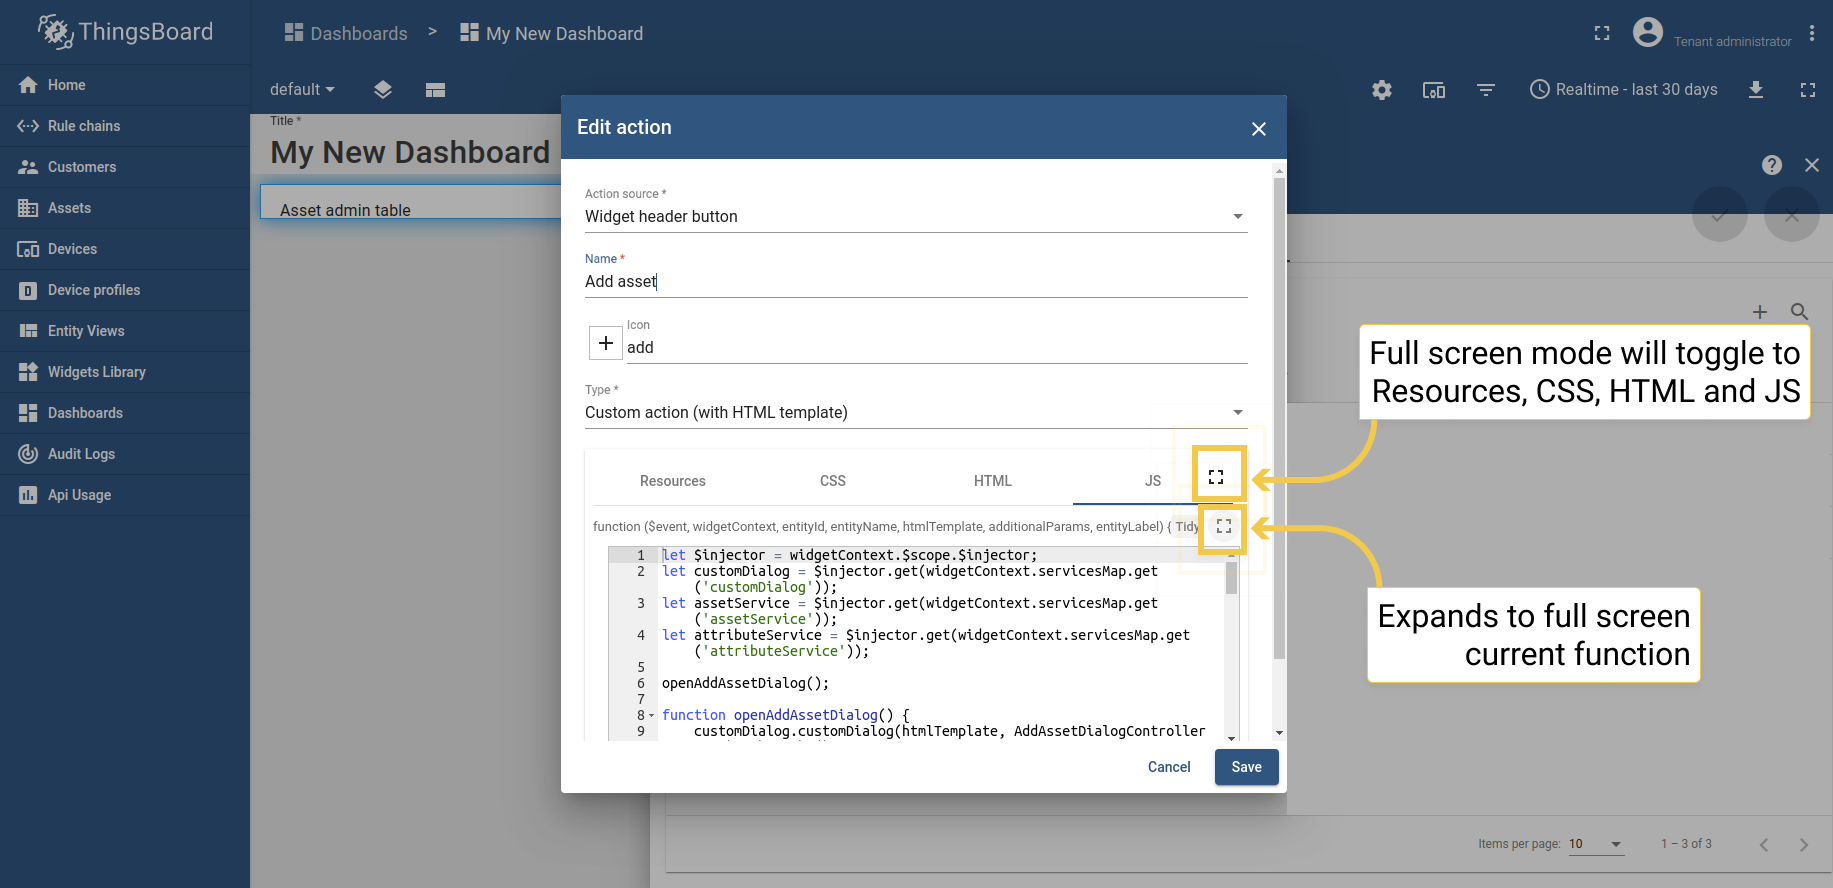 ThingsBoard
Dashboards > My New Dashboard
Tenant administrator
Home
Rule chains
Customers
Assets
Devices
Device profiles
Entity Views
Widgets Library
Dashboards
Audit Logs
Api Usage
default
Realtime - last 30 days
Title *
My New Dashboard
Asset admin table
Edit action
Action source *
Widget header button
Name *
Add asset
Icon
add
Type *
Custom action (with HTML template)
Resources CSS HTML JS
function ($event, widgetContext, entityId, entityName, htmlTemplate, additionalParams, entityLabel) { Tidy
1 let $injector = widgetContext.$scope.$injector;
2 let customDialog = $injector.get(widgetContext.servicesMap.get
('customDialog'));
3 let assetService = $injector.get(widgetContext.servicesMap.get
('assetService'));
4 let attributeService = $injector.get(widgetContext.servicesMap.get
('attributeService'));
5
6 openAddAssetDialog();
7
8 function openAddAssetDialog() {
9 customDialog.customDialog(htmlTemplate, AddAssetDialogController
Cancel Save
Full screen mode will toggle to
Resources, CSS, HTML and JS
Expands to full screen
current function
Items per page: 10 1 – 3 of 3